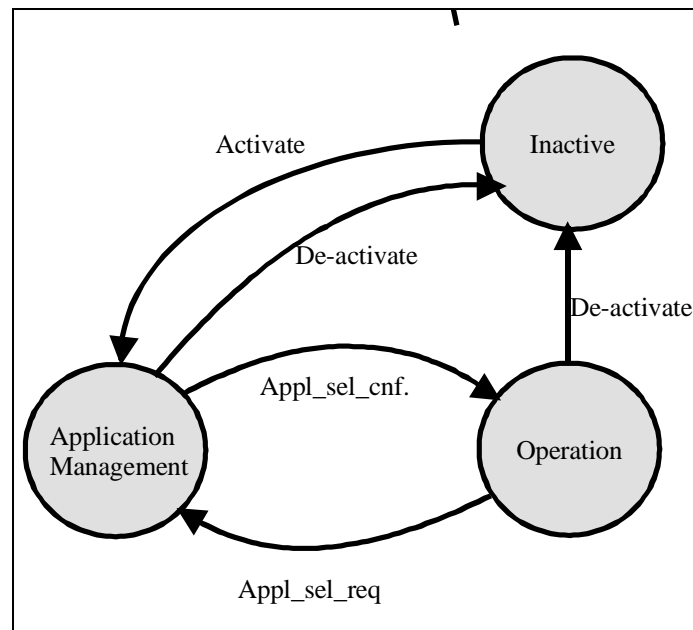 Activate
Inactive
De-activate
De-activate
Appl_sel_cnf.
Application
Management
Operation
Appl_sel_req